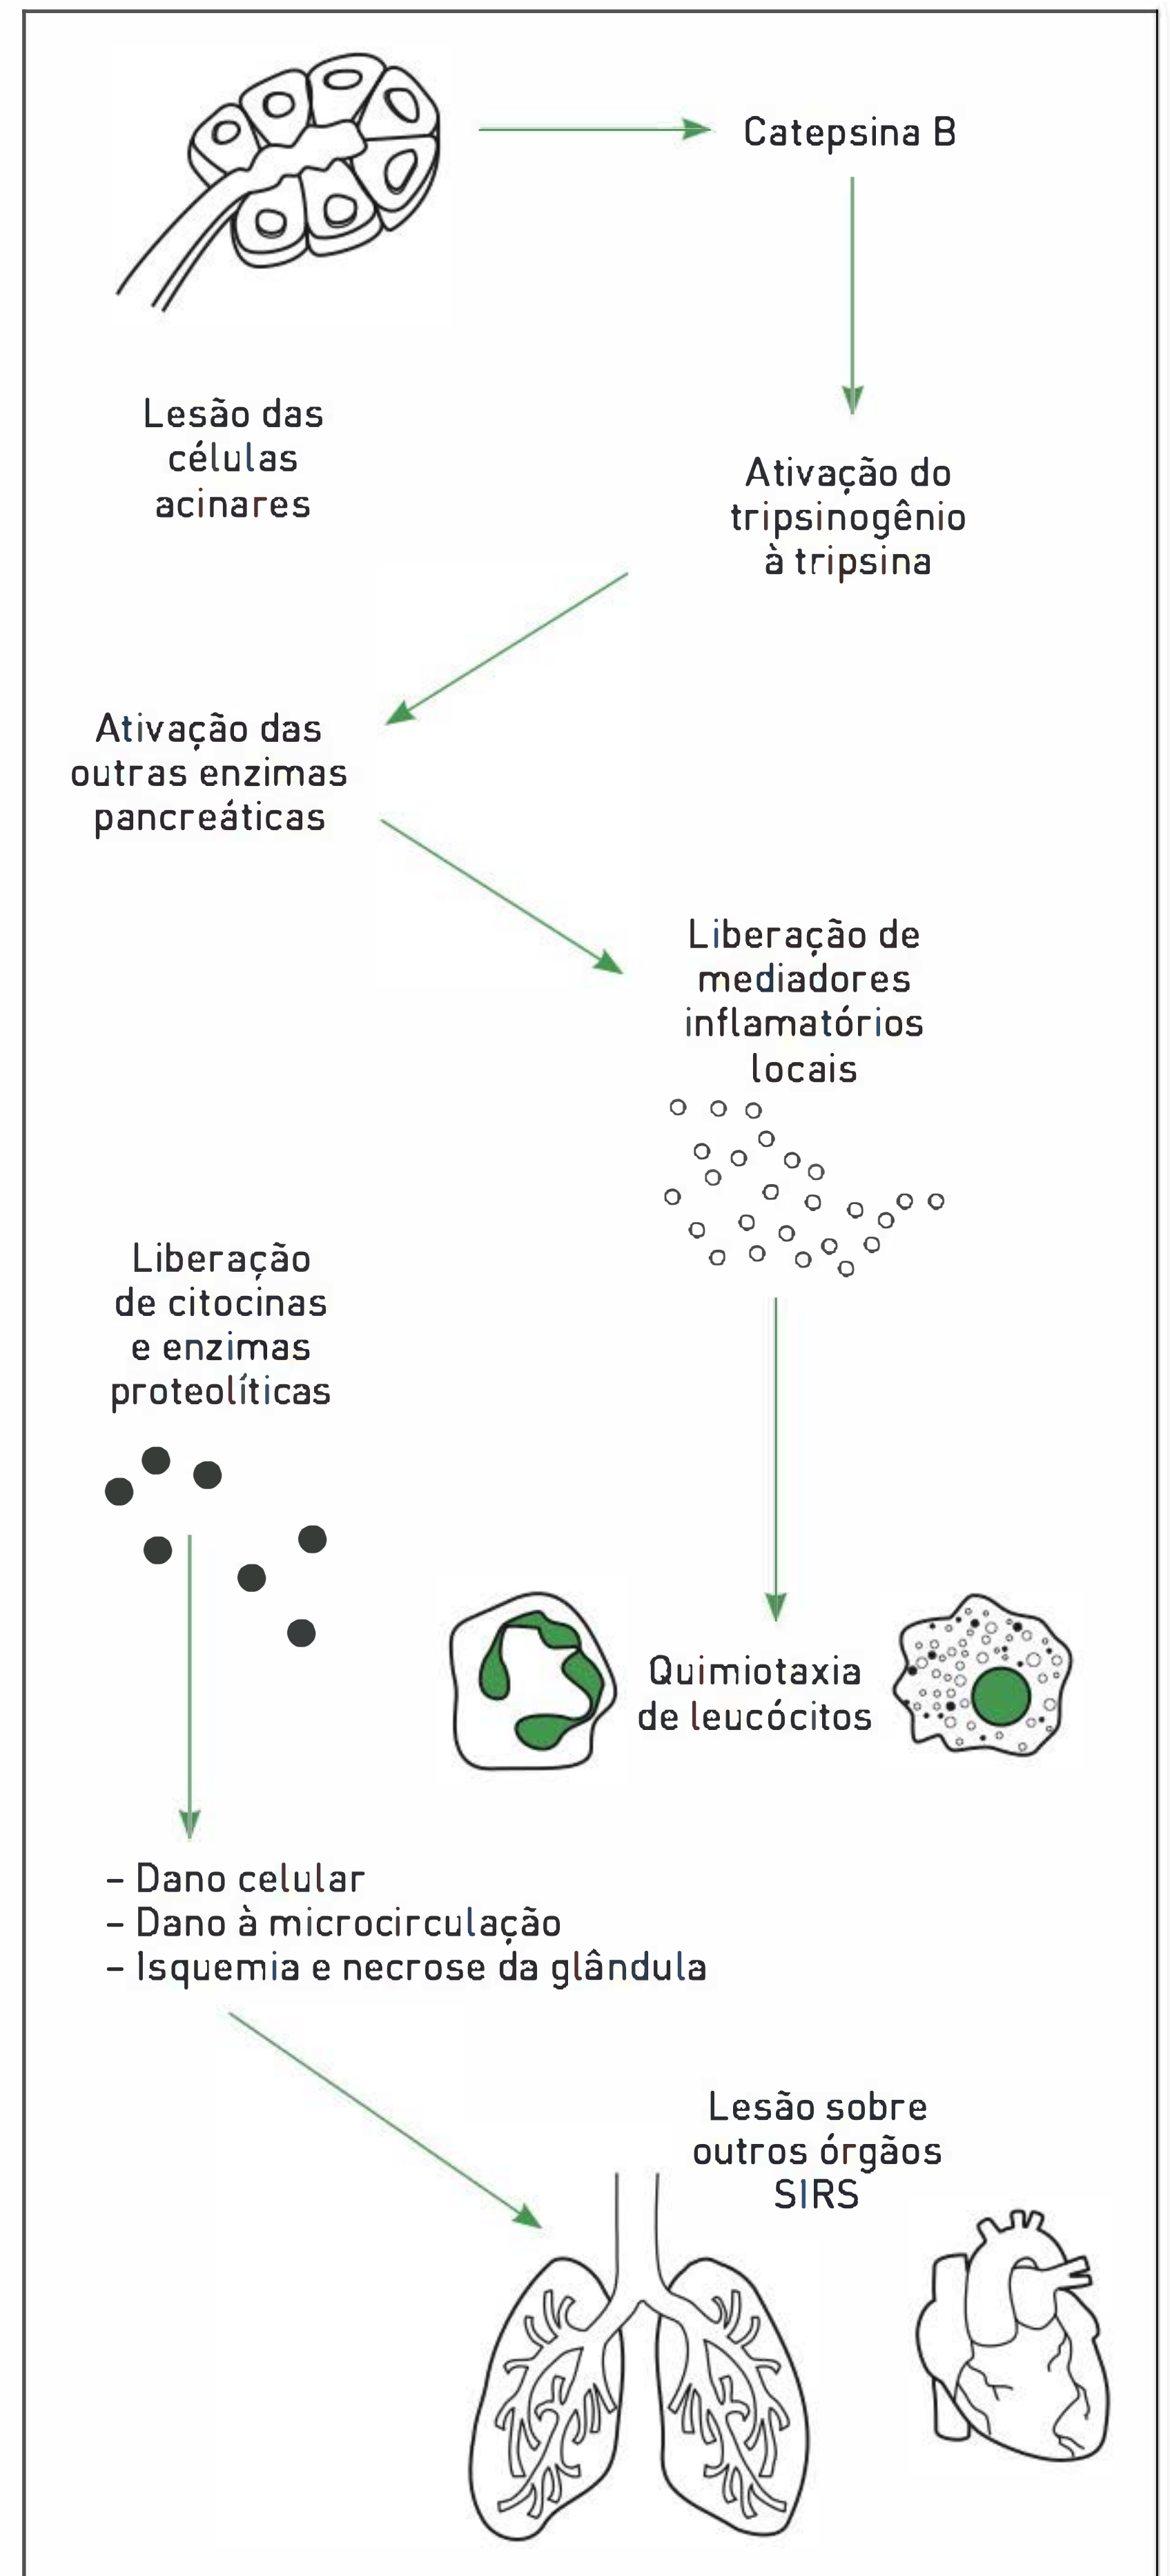 Catepsina B
Lesão das
células
acinares
Ativação do
tripsinogênio
à tripsina
Ativação das
outras enzimas
pancreáticas
Liberação de
mediadores
inflamatórios
locais
Liberação
de citocinas
e enzimas
proteolíticas
Quimiotaxia
de leucócitos
– Dano celular
– Dano à microcirculação
– Isquemia e necrose da glândula
Lesão sobre
outros órgãos
SIRS